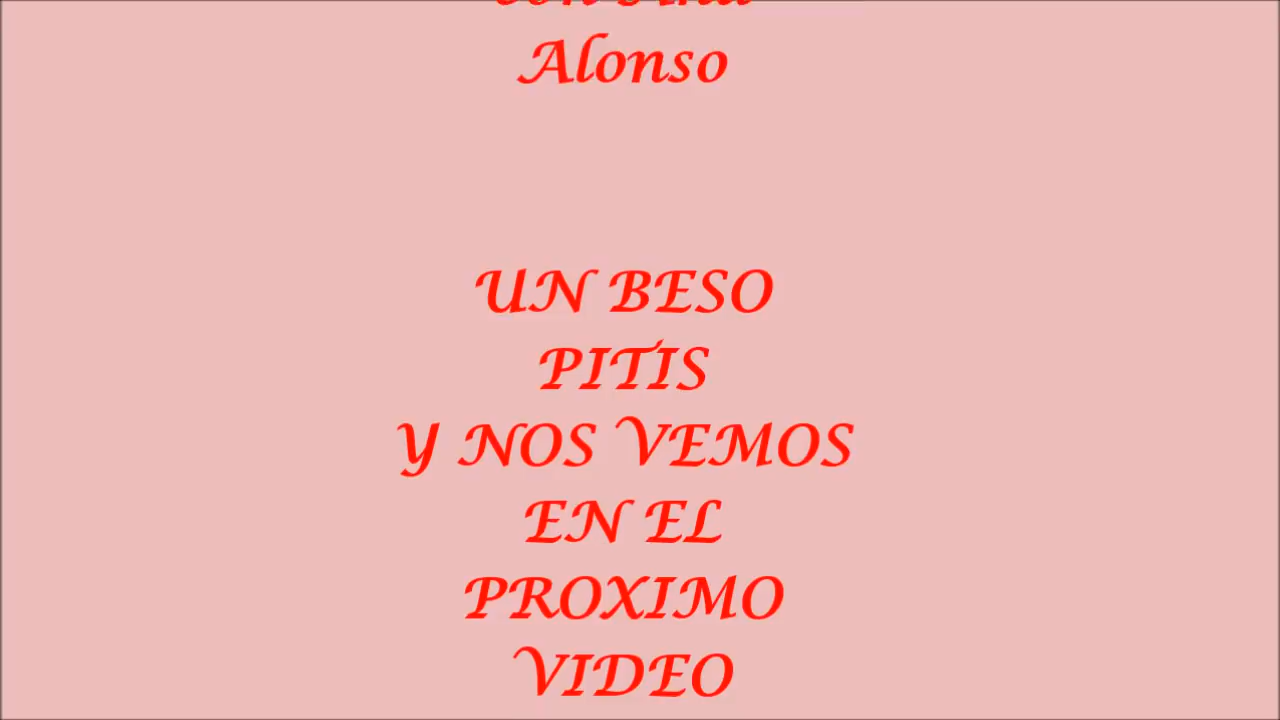 Alonso
UN BESO
PITIS
Y NOS VEMOS
EN EL
PROXIMO
VIDEO